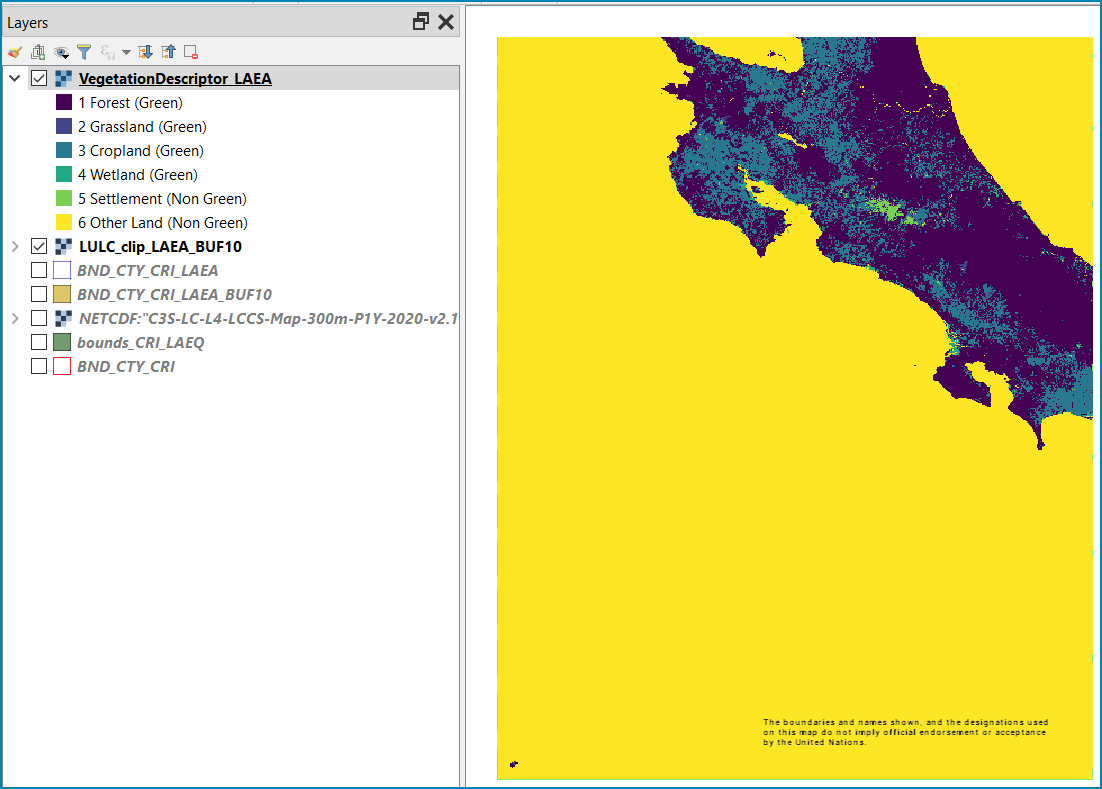 Layers
VegetationDescriptor_LAEA
1 Forest (Green)
2 Grassland (Green)
3 Cropland (Green)
4 Wetland (Green)
5 Settlement (Non Green)
6 Other Land (Non Green)
LULC_clip_LAEA_BUF10
BND_CTY_CRI_LAEA
BND_CTY_CRI_LAEA_BUF10
NETCDF:"C3S-LC-L4-LCCS-Map-300m-P1Y-2020-v2.1
bounds_CRI_LAEQ
BND_CTY_CRI
The boundaries and names shown, and the designations used
on this map do not imply official endorsement or acceptance
by the United Nations.